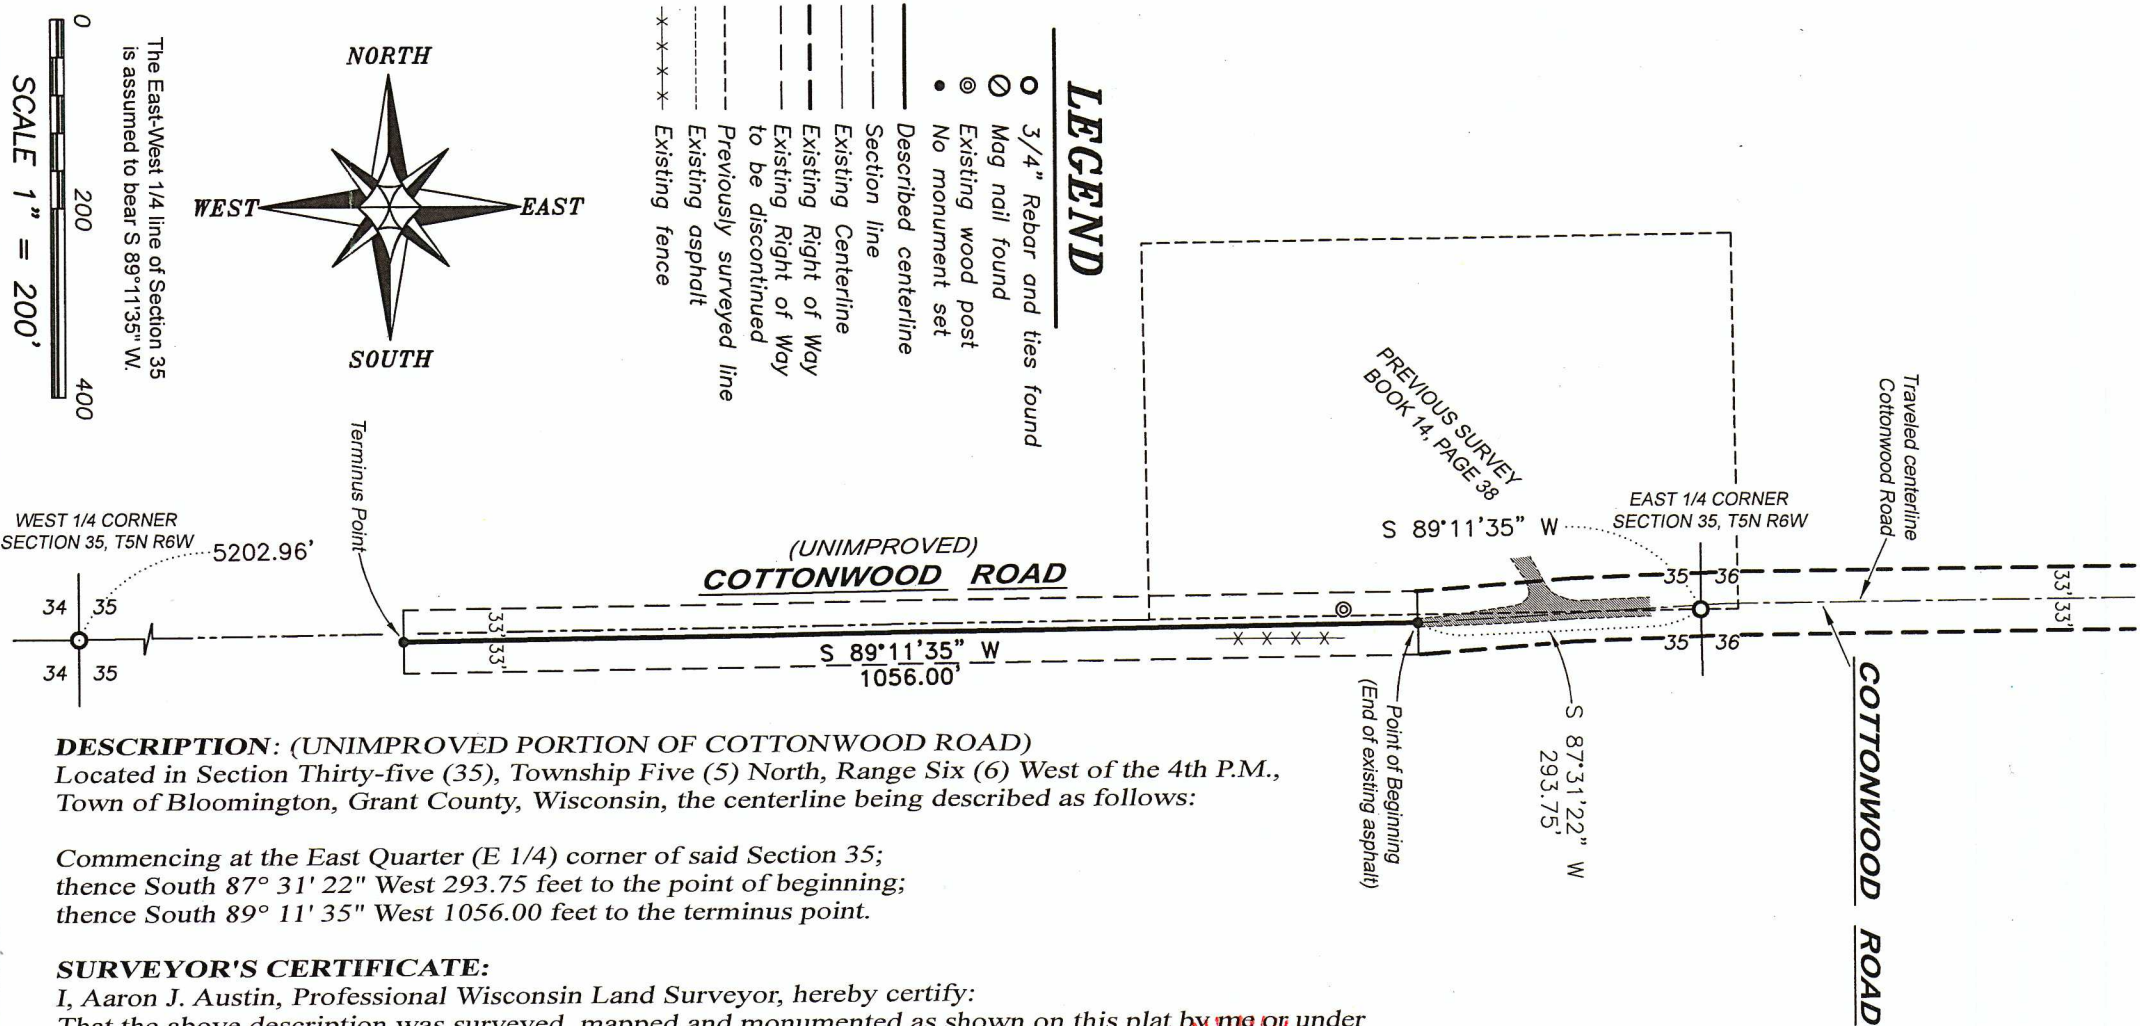 0
200
400
SCALE 1" = 200'
The East-West 1/4 line of Section 35
is assumed to bear S 89°11'35" W.
NORTH
WEST
EAST
SOUTH
LEGEND
3/4" Rebar and ties found
Mag nail found
Existing wood post
No monument set
Described centerline
Section line
Existing Centerline
Existing Right of Way
Existing Right of Way
to be discontinued
Previously surveyed line
Existing asphalt
Existing fence
PREVIOUS SURVEY
BOOK 14, PAGE 38
Traveled centerline
Cottonwood Road
WEST 1/4 CORNER
SECTION 35, T5N R6W
5202.96'
Terminus Point
(UNIMPROVED)
COTTONWOOD ROAD
S 89°11'35" W
EAST 1/4 CORNER
SECTION 35, T5N R6W
34 35
34 35
33'
33'
S 89°11'35" W
1056.00'
35 36
35 36
33'
33'
Point of Beginning
(End of existing asphalt)
S 87°31'22" W
293.75'
COTTONWOOD ROAD
DESCRIPTION: (UNIMPROVED PORTION OF COTTONWOOD ROAD)
Located in Section Thirty-five (35), Township Five (5) North, Range Six (6) West of the 4th P.M.,
Town of Bloomington, Grant County, Wisconsin, the centerline being described as follows:
Commencing at the East Quarter (E 1/4) corner of said Section 35;
thence South 87° 31' 22" West 293.75 feet to the point of beginning;
thence South 89° 11' 35" West 1056.00 feet to the terminus point.
SURVEYOR'S CERTIFICATE:
I, Aaron J. Austin, Professional Wisconsin Land Surveyor, hereby certify:
That the above description was surveyed, mapped and monumented as shown on this plat by me or under